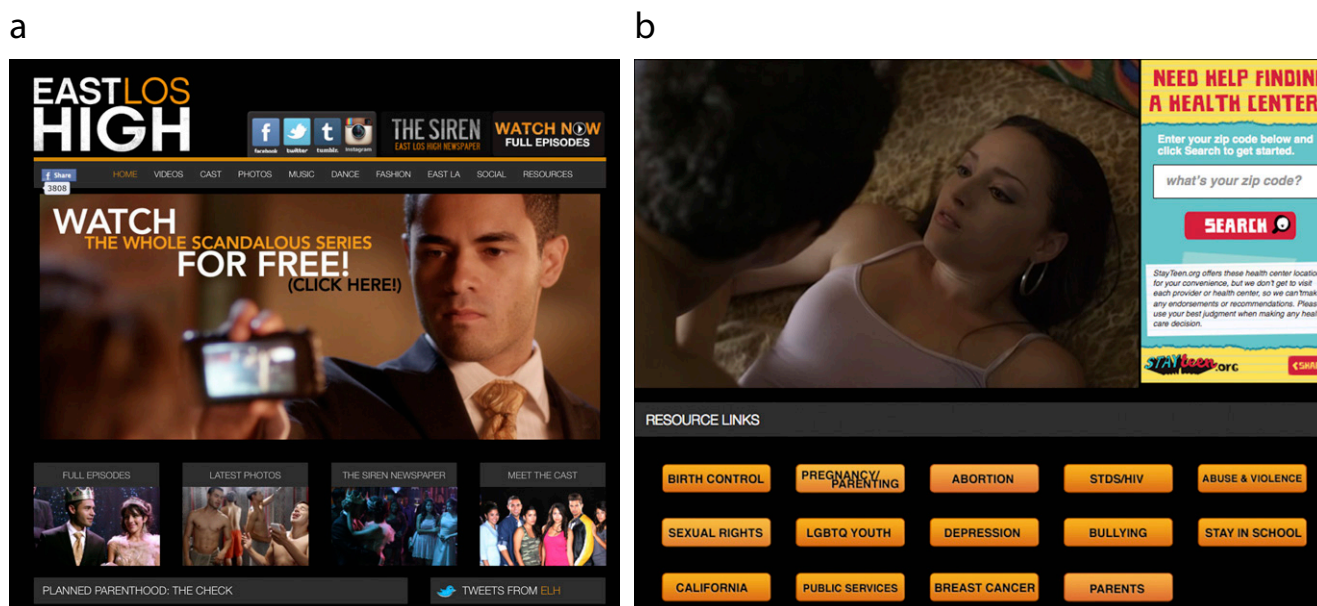 a
EASTLOS
HIGH
facebook twitter tumblr. Instagram
THE SIREN
EAST LOS HIGH NEWSPAPER
WATCH NOW
FULL EPISODES
f Share
3808
HOME VIDEOS CAST PHOTOS MUSIC DANCE FASHION EAST LA SOCIAL RESOURCES
WATCH
THE WHOLE SCANDALOUS SERIES
FOR FREE!
(CLICK HERE!)
FULL EPISODES
LATEST PHOTOS
THE SIREN NEWSPAPER
MEET THE CAST
PLANNED PARENTHOOD: THE CHECK
TWEETS FROM ELH
b
NEED HELP FINDIN
A HEALTH CENTER
Enter your zip code below and
click Search to get started.
what's your zip code?
SEARCH
StayTeen.org offers these health center locatio
for your convenience, but we don't get to visit
each provider or health center, so we can'tmak
any endorsements or recommendations. Pleas
use your best judgment when making any heal
care decision.
STAYteen.org
SHAR
RESOURCE LINKS
BIRTH CONTROL
PREGNANCY/
PARENTING
ABORTION
STDS/HIV
ABUSE & VIOLENCE
SEXUAL RIGHTS
LGBTQ YOUTH
DEPRESSION
BULLYING
STAY IN SCHOOL
CALIFORNIA
PUBLIC SERVICES
BREAST CANCER
PARENTS